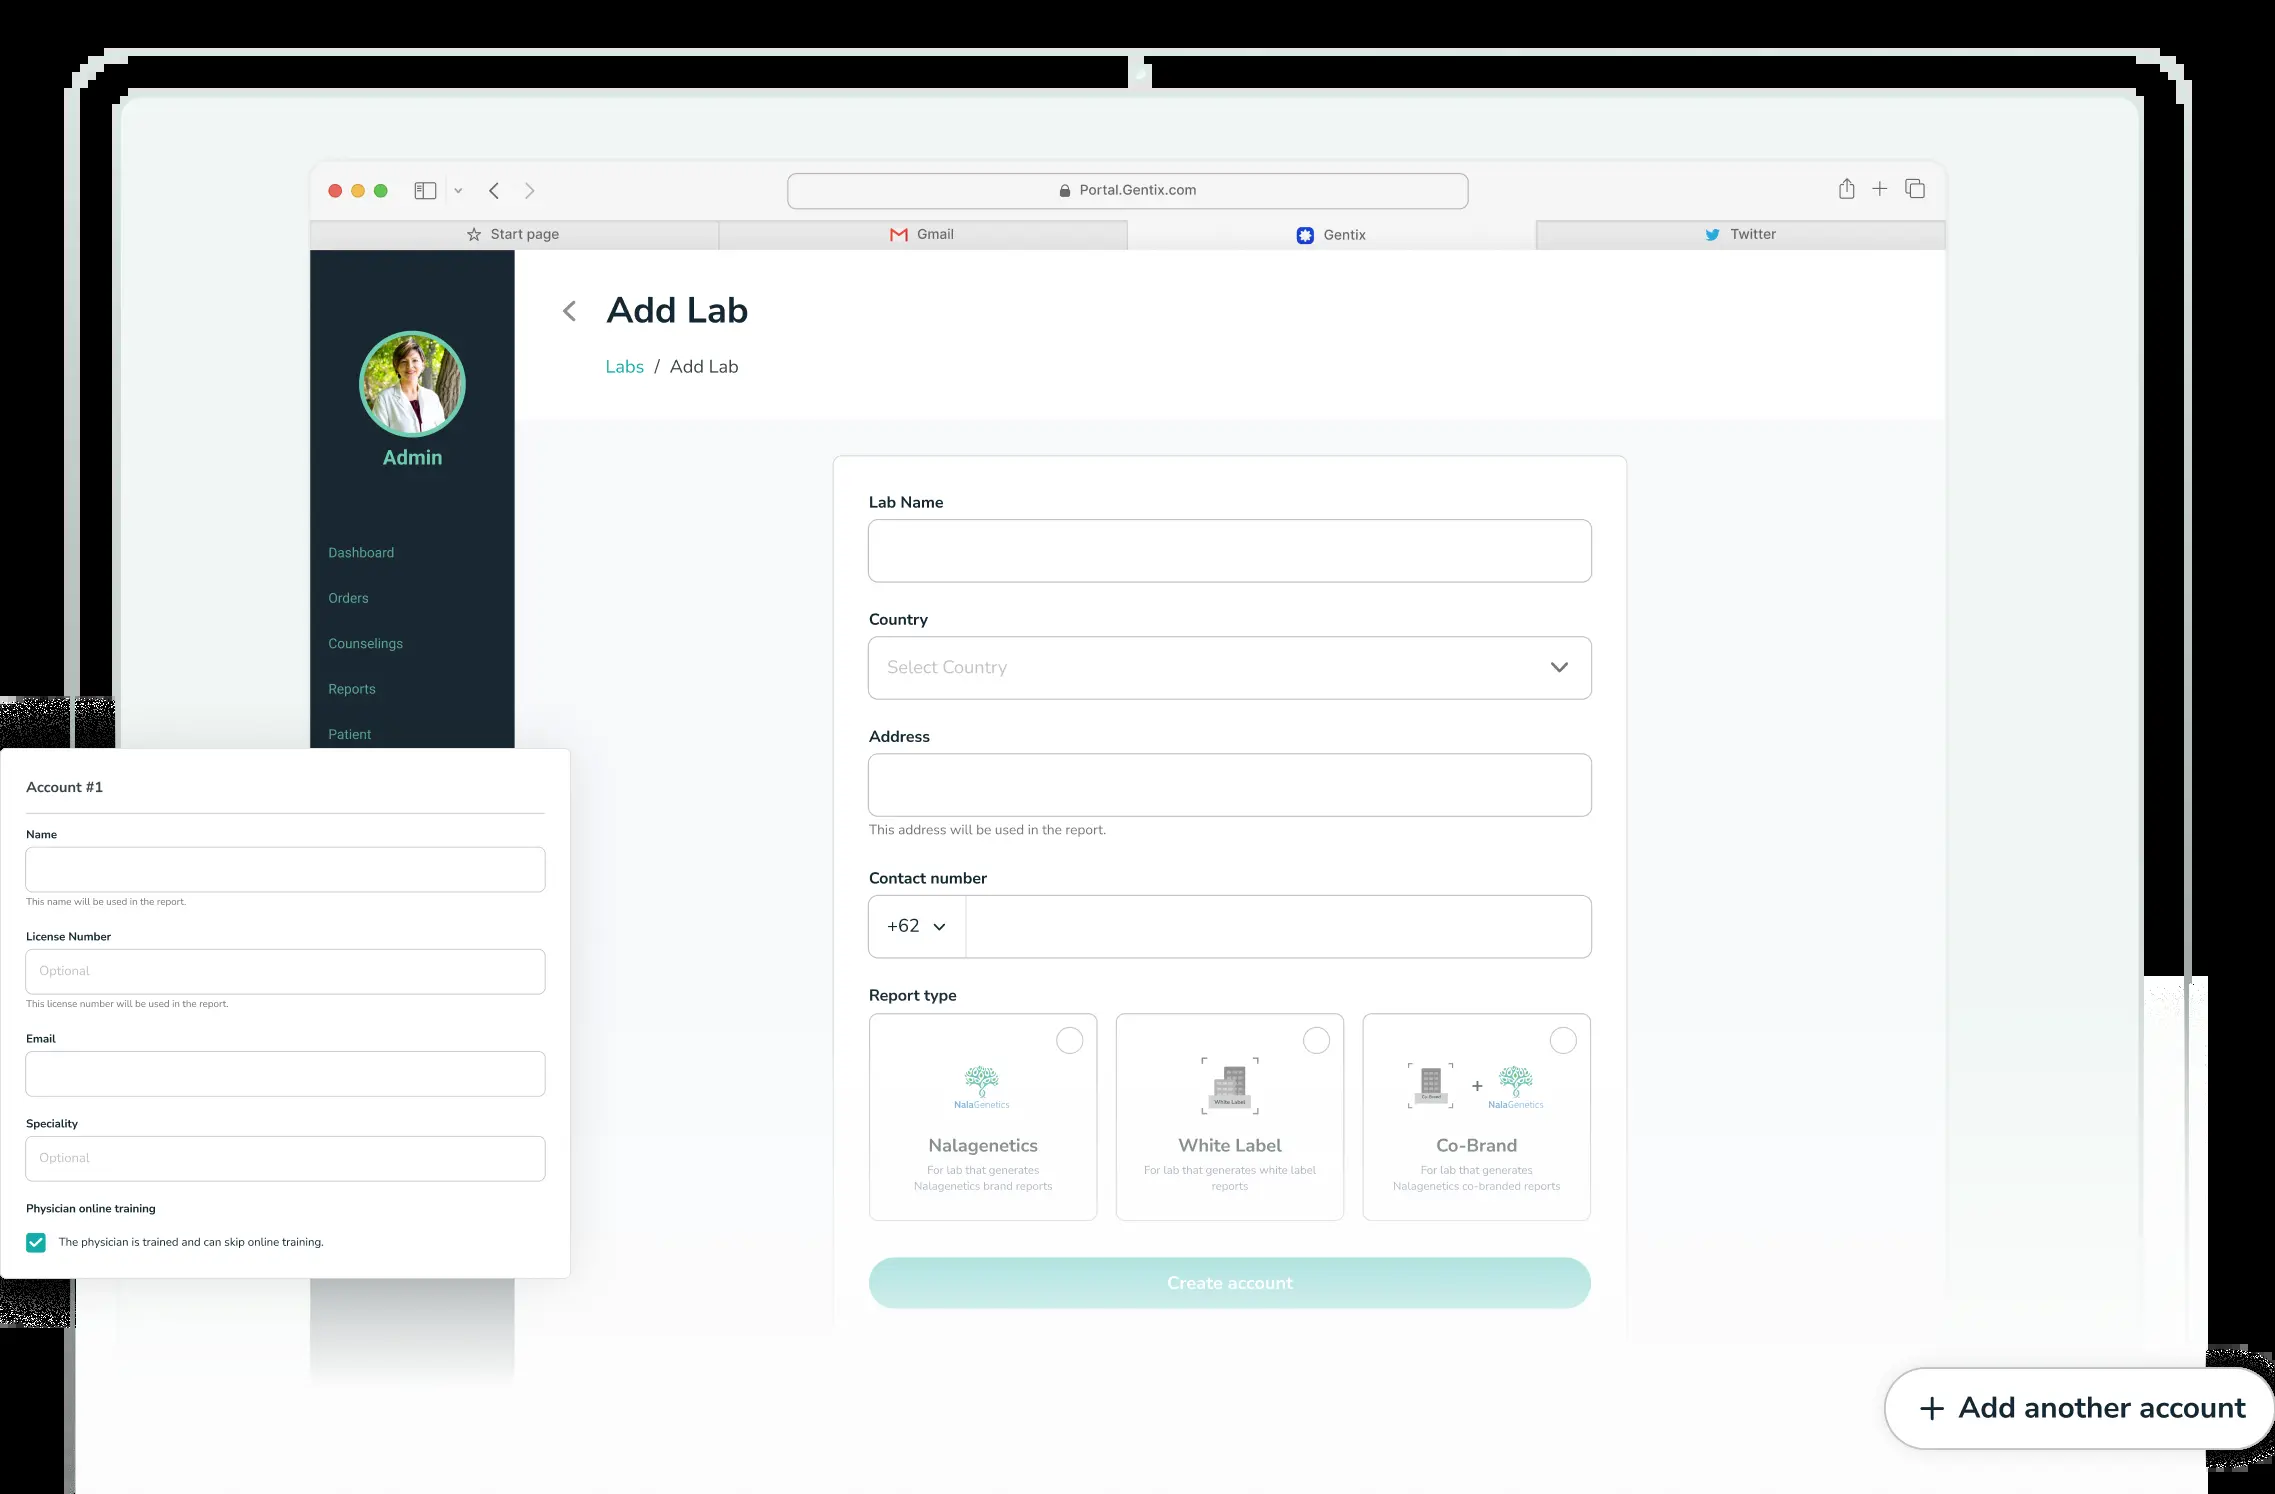 Portal.Gentix.com
Start page
Gmail
Gentix
Twitter
Add Lab
Labs / Add Lab
Admin
Dashboard
Orders
Counselings
Reports
Patient
Lab Name
Country
Select Country
Address
This address will be used in the report.
Contact number
+62
Report type
NalaGenetics
Nalagenetics
For lab that generates
Nalagenetics brand reports
White Label
White Label
For lab that generates white label
reports
Co-Brand
+
NalaGenetics
Co-Brand
For lab that generates
Nalagenetics co-branded reports
Create account
Account #1
Name
This name will be used in the report.
License Number
Optional
This license number will be used in the report.
Email
Speciality
Optional
Physician online training
The physician is trained and can skip online training.
+ Add another account